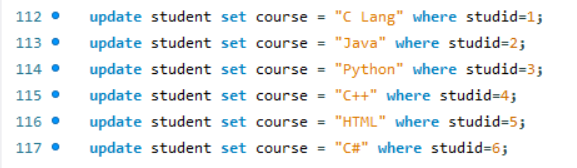 112 update student set course = "C Lang" where studid=1;
113 update student set course = "Java" where studid=2;
114 update student set course = "Python" where studid=3;
115 update student set course = "C++" where studid=4;
116 update student set course = "HTML" where studid=5;
117 update student set course = "C#" where studid=6;